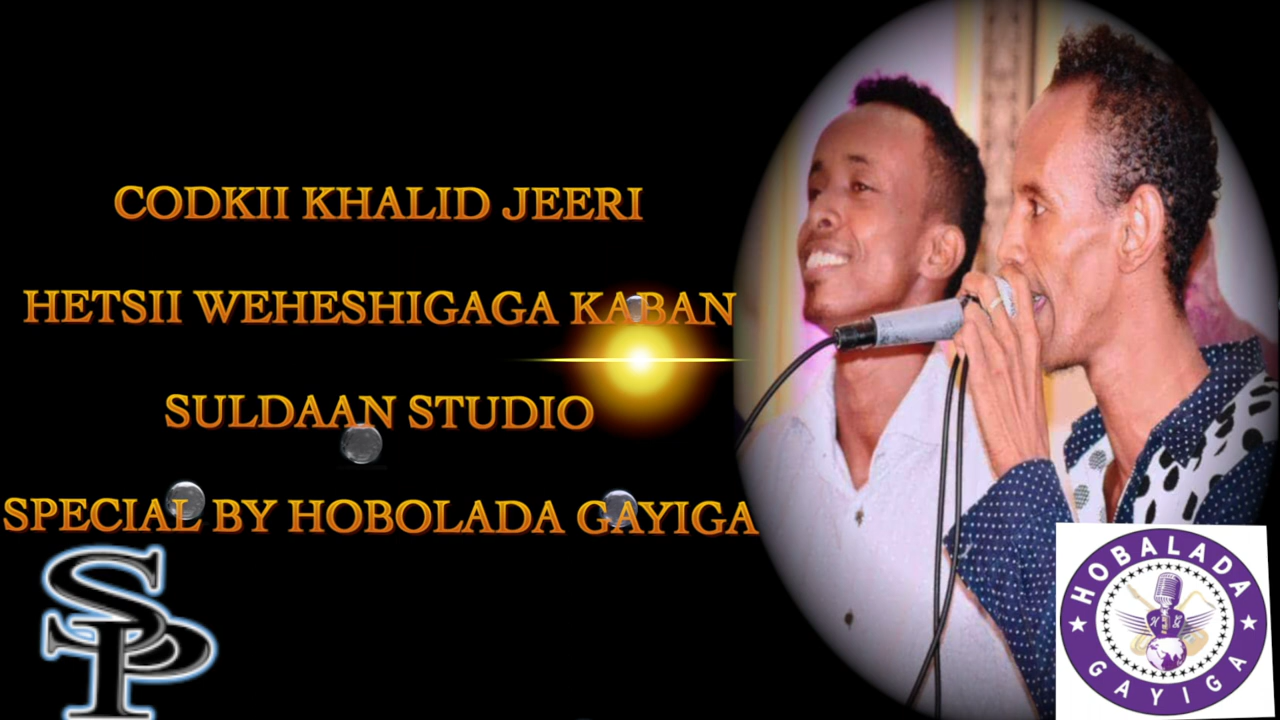 CODKII KHALID JEERI
HETSII WEHESHIGAGA KABAN
SULDAAN STUDIO
SPECIAL BY HOBOLADA GAYIGA
SP
HOBALADA
GAYIGA